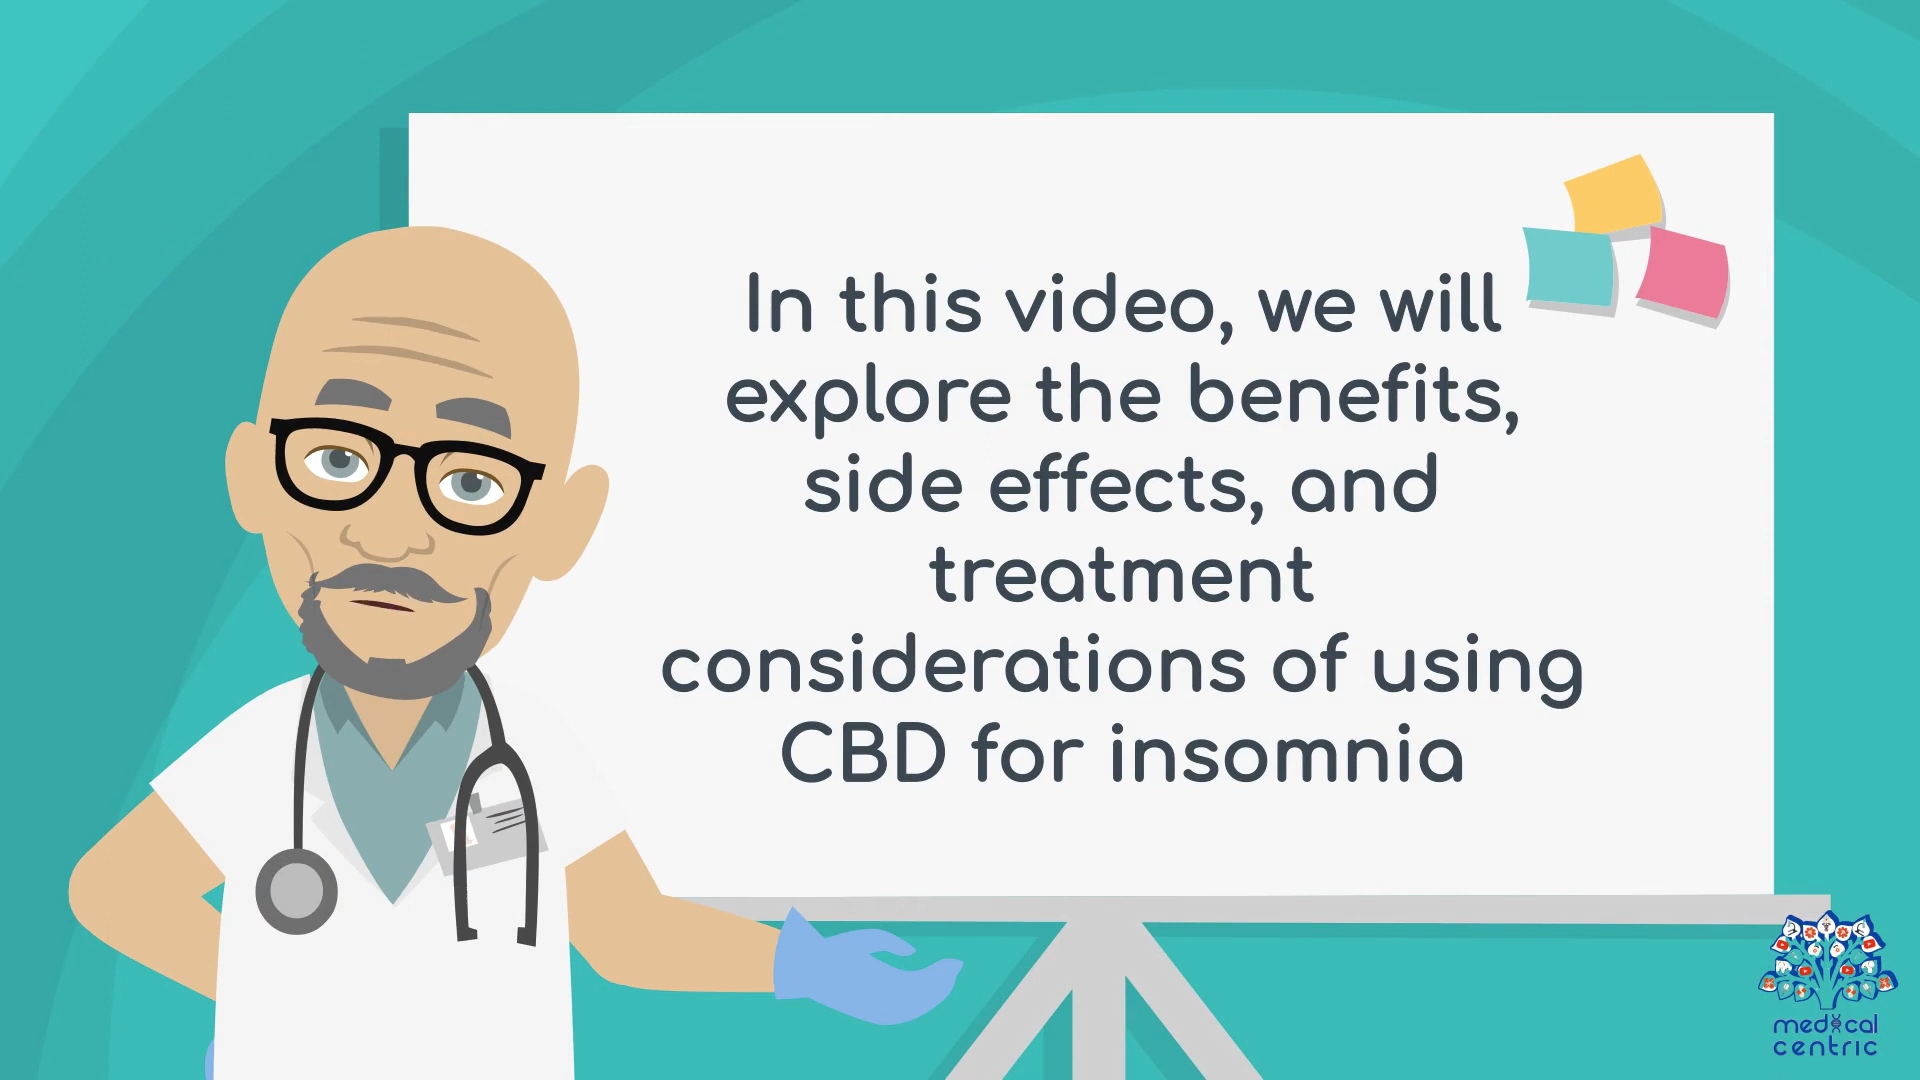 In this video, we will
explore the benefits,
side effects, and
treatment
considerations of using
CBD for insomnia
medical
centric